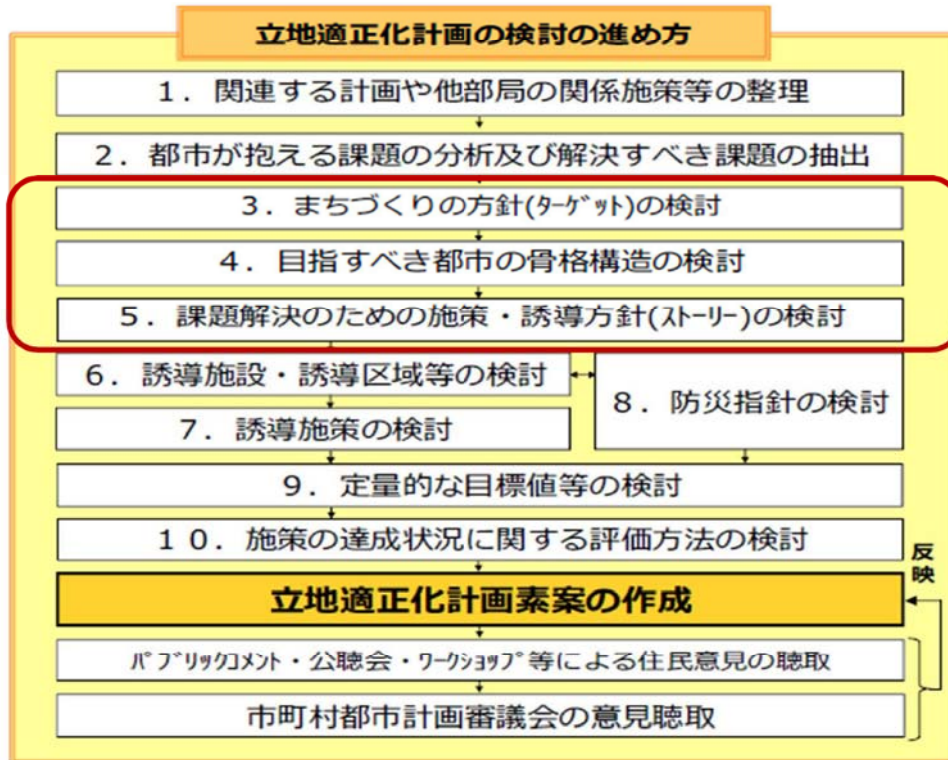 立地適正化計画の検討の進め方
１．関連する計画や他部局の関係施策等の整理
２．都市が抱える課題の分析及び解決すべき課題の抽出
３．まちづくりの方針(ﾀｰｹﾞｯﾄ)の検討
４．目指すべき都市の骨格構造の検討
５．課題解決のための施策・誘導方針(ｽﾄｰﾘｰ)の検討
６．誘導施設・誘導区域等の検討
８．防災指針の検討
７．誘導施策の検討
９．定量的な目標値等の検討
１０．施策の達成状況に関する評価方法の検討
反映
立地適正化計画素案の作成
ﾊﾟﾌﾞﾘｯｸｺﾒﾝﾄ・公聴会・ﾜｰｸｼｮｯﾌﾟ等による住民意見の聴取
市町村都市計画審議会の意見聴取